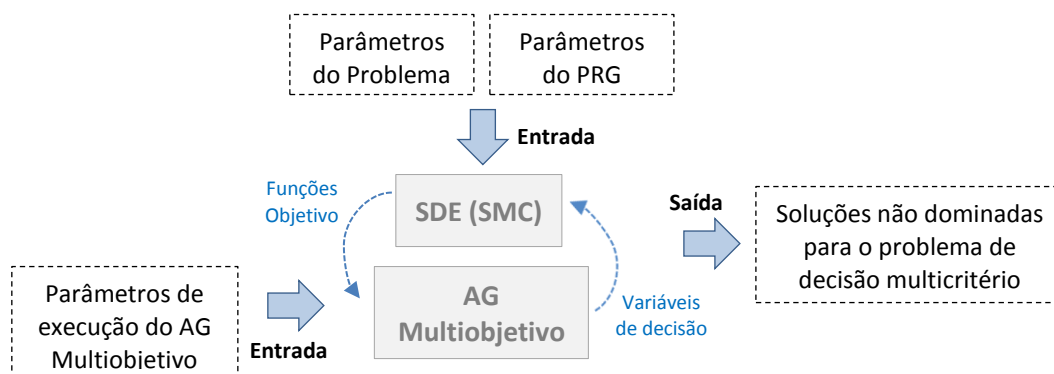 Parâmetros
do Problema
Parâmetros
do PRG
Entrada
Funções
Objetivo
SDE (SMC)
Saída
Soluções não dominadas
para o problema de
decisão multicritério
Parâmetros de
execução do AG
Multiobjetivo
Entrada
AG
Multiobjetivo
Variáveis
de decisão